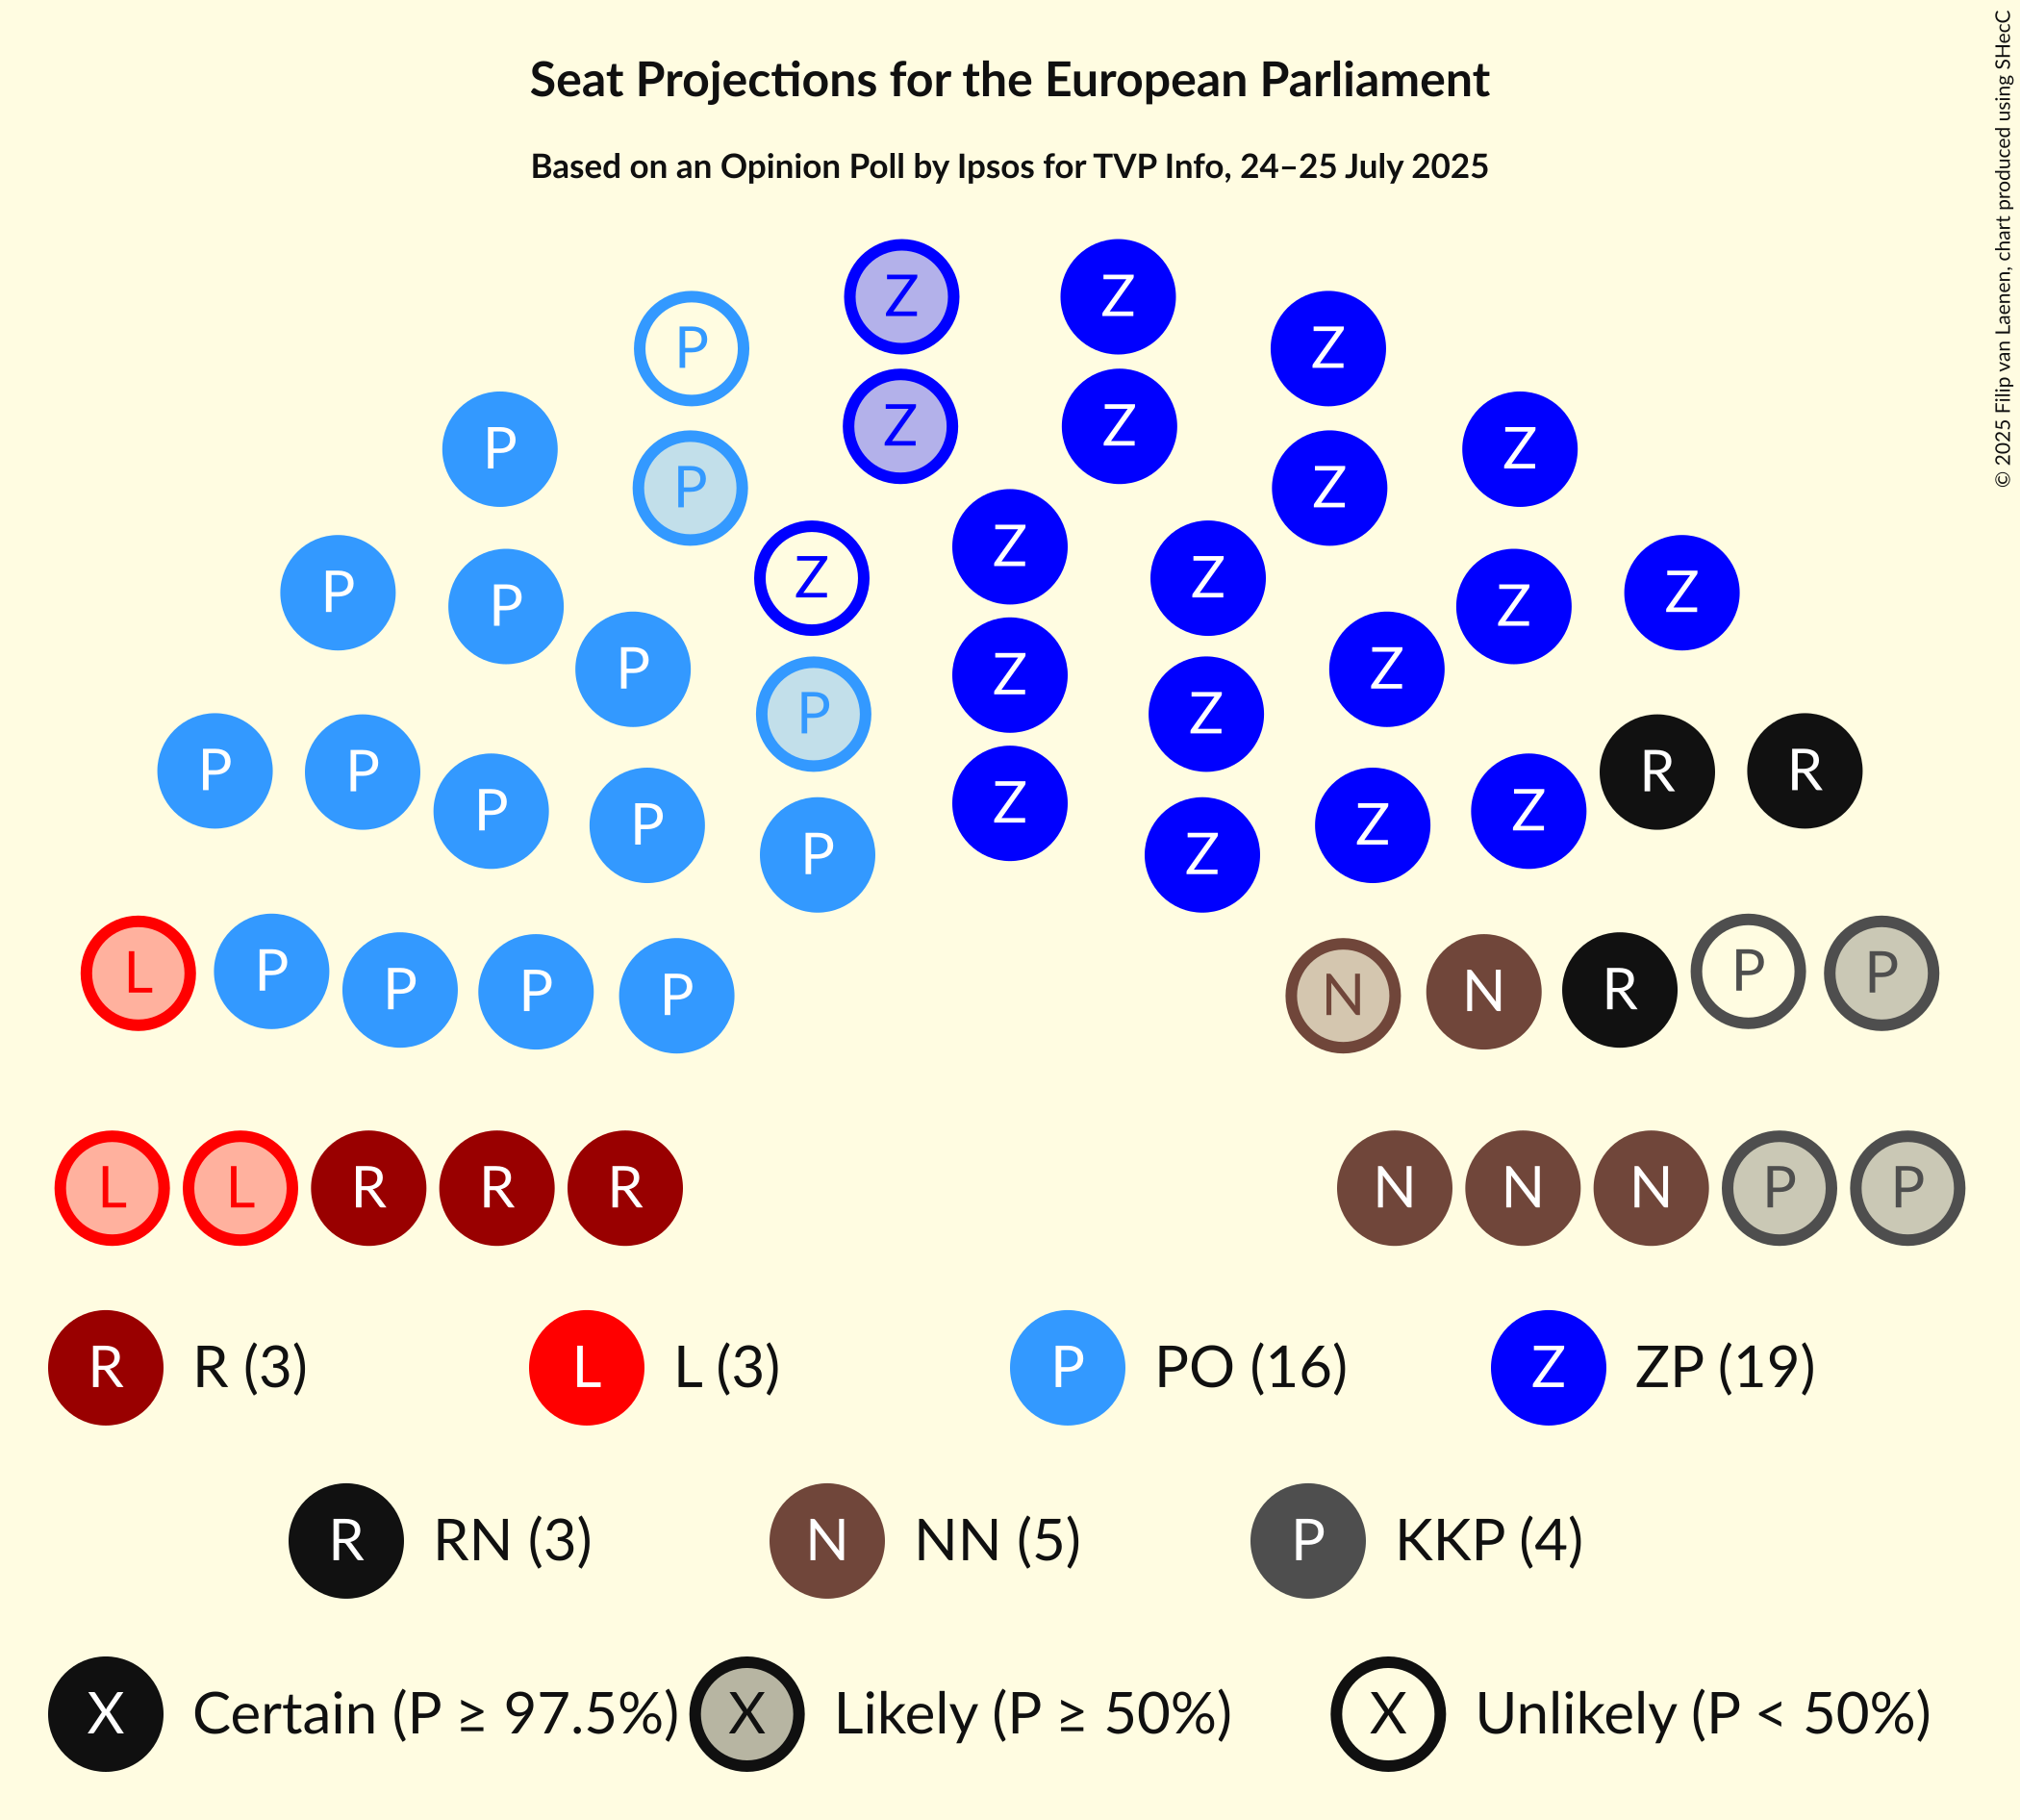 Seat Projections for the European Parliament
Based on an Opinion Poll by Ipsos for TVP Info, 24–25 July 2025
© 2025 Filip van Laenen, chart produced using SHecC
Z Z
P Z
Z Z
P Z
P Z
Z
Z Z
P Z
P Z
P Z
Z
P Z
P Z
P R R
P Z
Z
P Z
P Z
L P P P P N N R P P
L L R R R N N N P P
R R (3) L L (3) P PO (16) Z ZP (19)
R RN (3) N NN (5) P KKP (4)
X Certain (P ≥ 97.5%) X Likely (P ≥ 50%) X Unlikely (P < 50%)